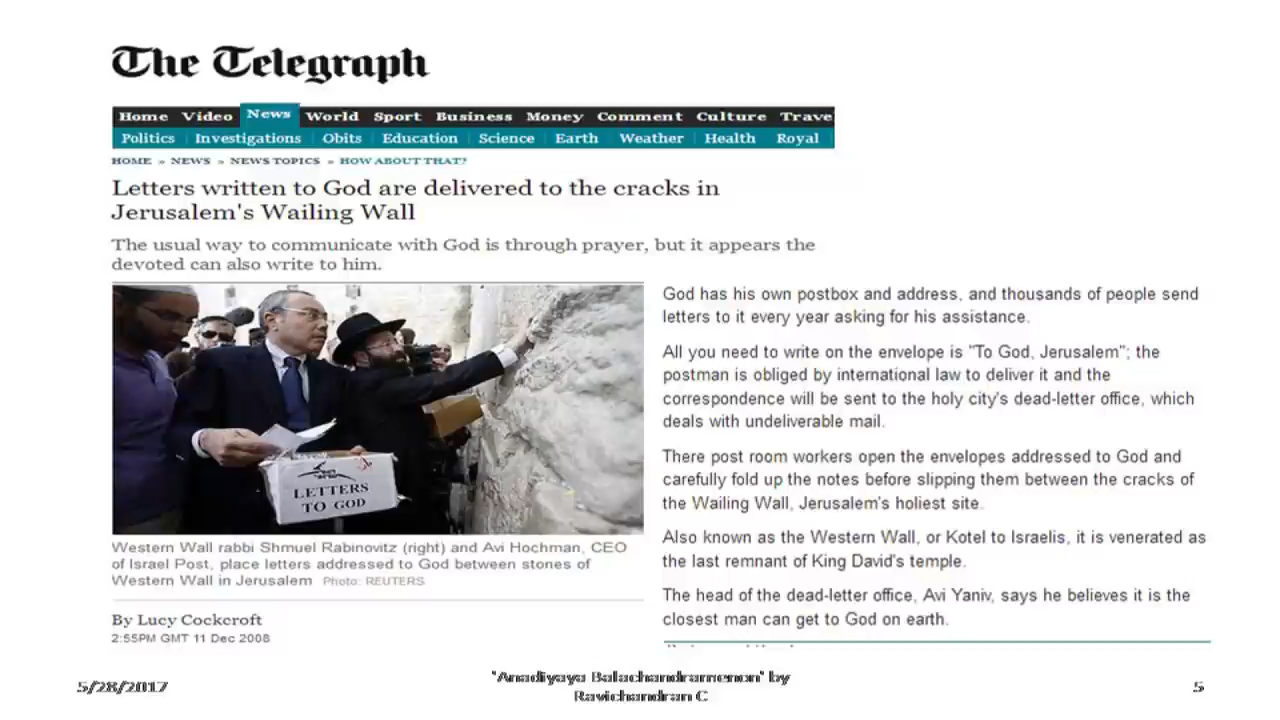 The Telegraph
Home Video News World Sport Business Money Comment Culture Trave
Politics Investigations Obits Education Science Earth Weather Health Royal
HOME » NEWS » NEWS TOPICS » HOW ABOUT THAT?
Letters written to God are delivered to the cracks in
Jerusalem's Wailing Wall
The usual way to communicate with God is through prayer, but it appears the
devoted can also write to him.
LETTERS
TO GOD
Western Wall rabbi Shmuel Rabinovitz (right) and Avi Hochman, CEO
of Israel Post, place letters addressed to God between stones of
Western Wall in Jerusalem Photo: REUTERS
By Lucy Cockcroft
2:55PM GMT 11 Dec 2008
God has his own postbox and address, and thousands of people send
letters to it every year asking for his assistance.
All you need to write on the envelope is "To God, Jerusalem"; the
postman is obliged by international law to deliver it and the
correspondence will be sent to the holy city's dead-letter office, which
deals with undeliverable mail.
There post room workers open the envelopes addressed to God and
carefully fold up the notes before slipping them between the cracks of
the Wailing Wall, Jerusalem's holiest site.
Also known as the Western Wall, or Kotel to Israelis, it is venerated as
the last remnant of King David's temple.
The head of the dead-letter office, Avi Yaniv, says he believes it is the
closest man can get to God on earth.
5/28/2017
'Anadiyaya Balachandramenon' by
Ravichandran C
5